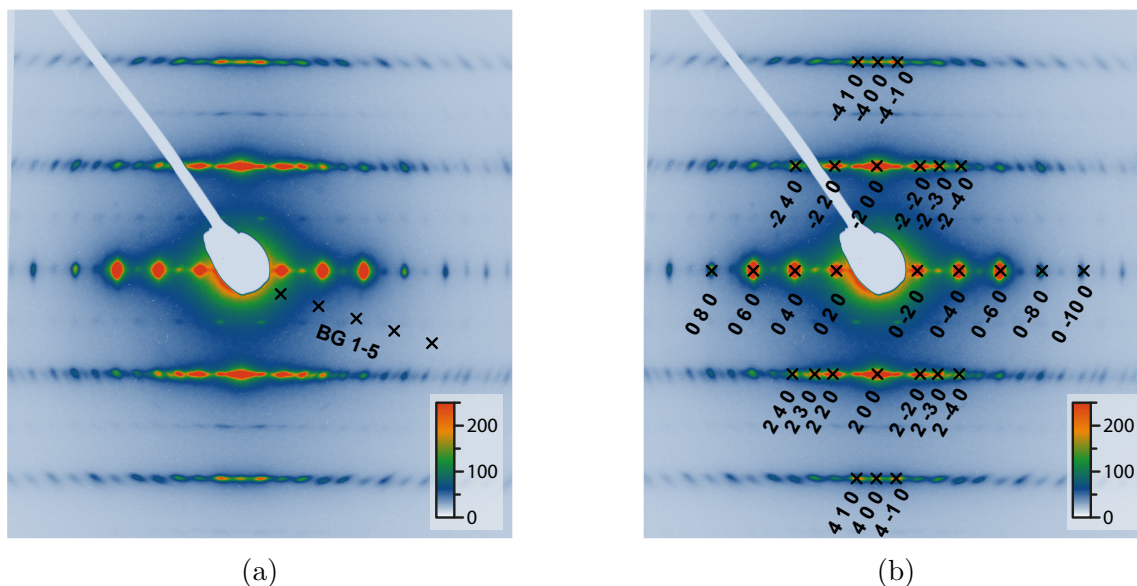 BG 1-5
200
100
0
(a)
-4 1 0
-4 0 0
-4 -1 0
-2 4 0
-2 2 0
-2 0 0
-2 -2 0
-2 -3 0
-2 -4 0
0 8 0
0 6 0
0 4 0
0 2 0
0 -2 0
0 -4 0
0 -6 0
0 -8 0
0 -10 0
2 4 0
2 3 0
2 2 0
2 0 0
2 -2 0
2 -3 0
2 -4 0
4 1 0
4 0 0
4 -1 0
200
100
0
(b)